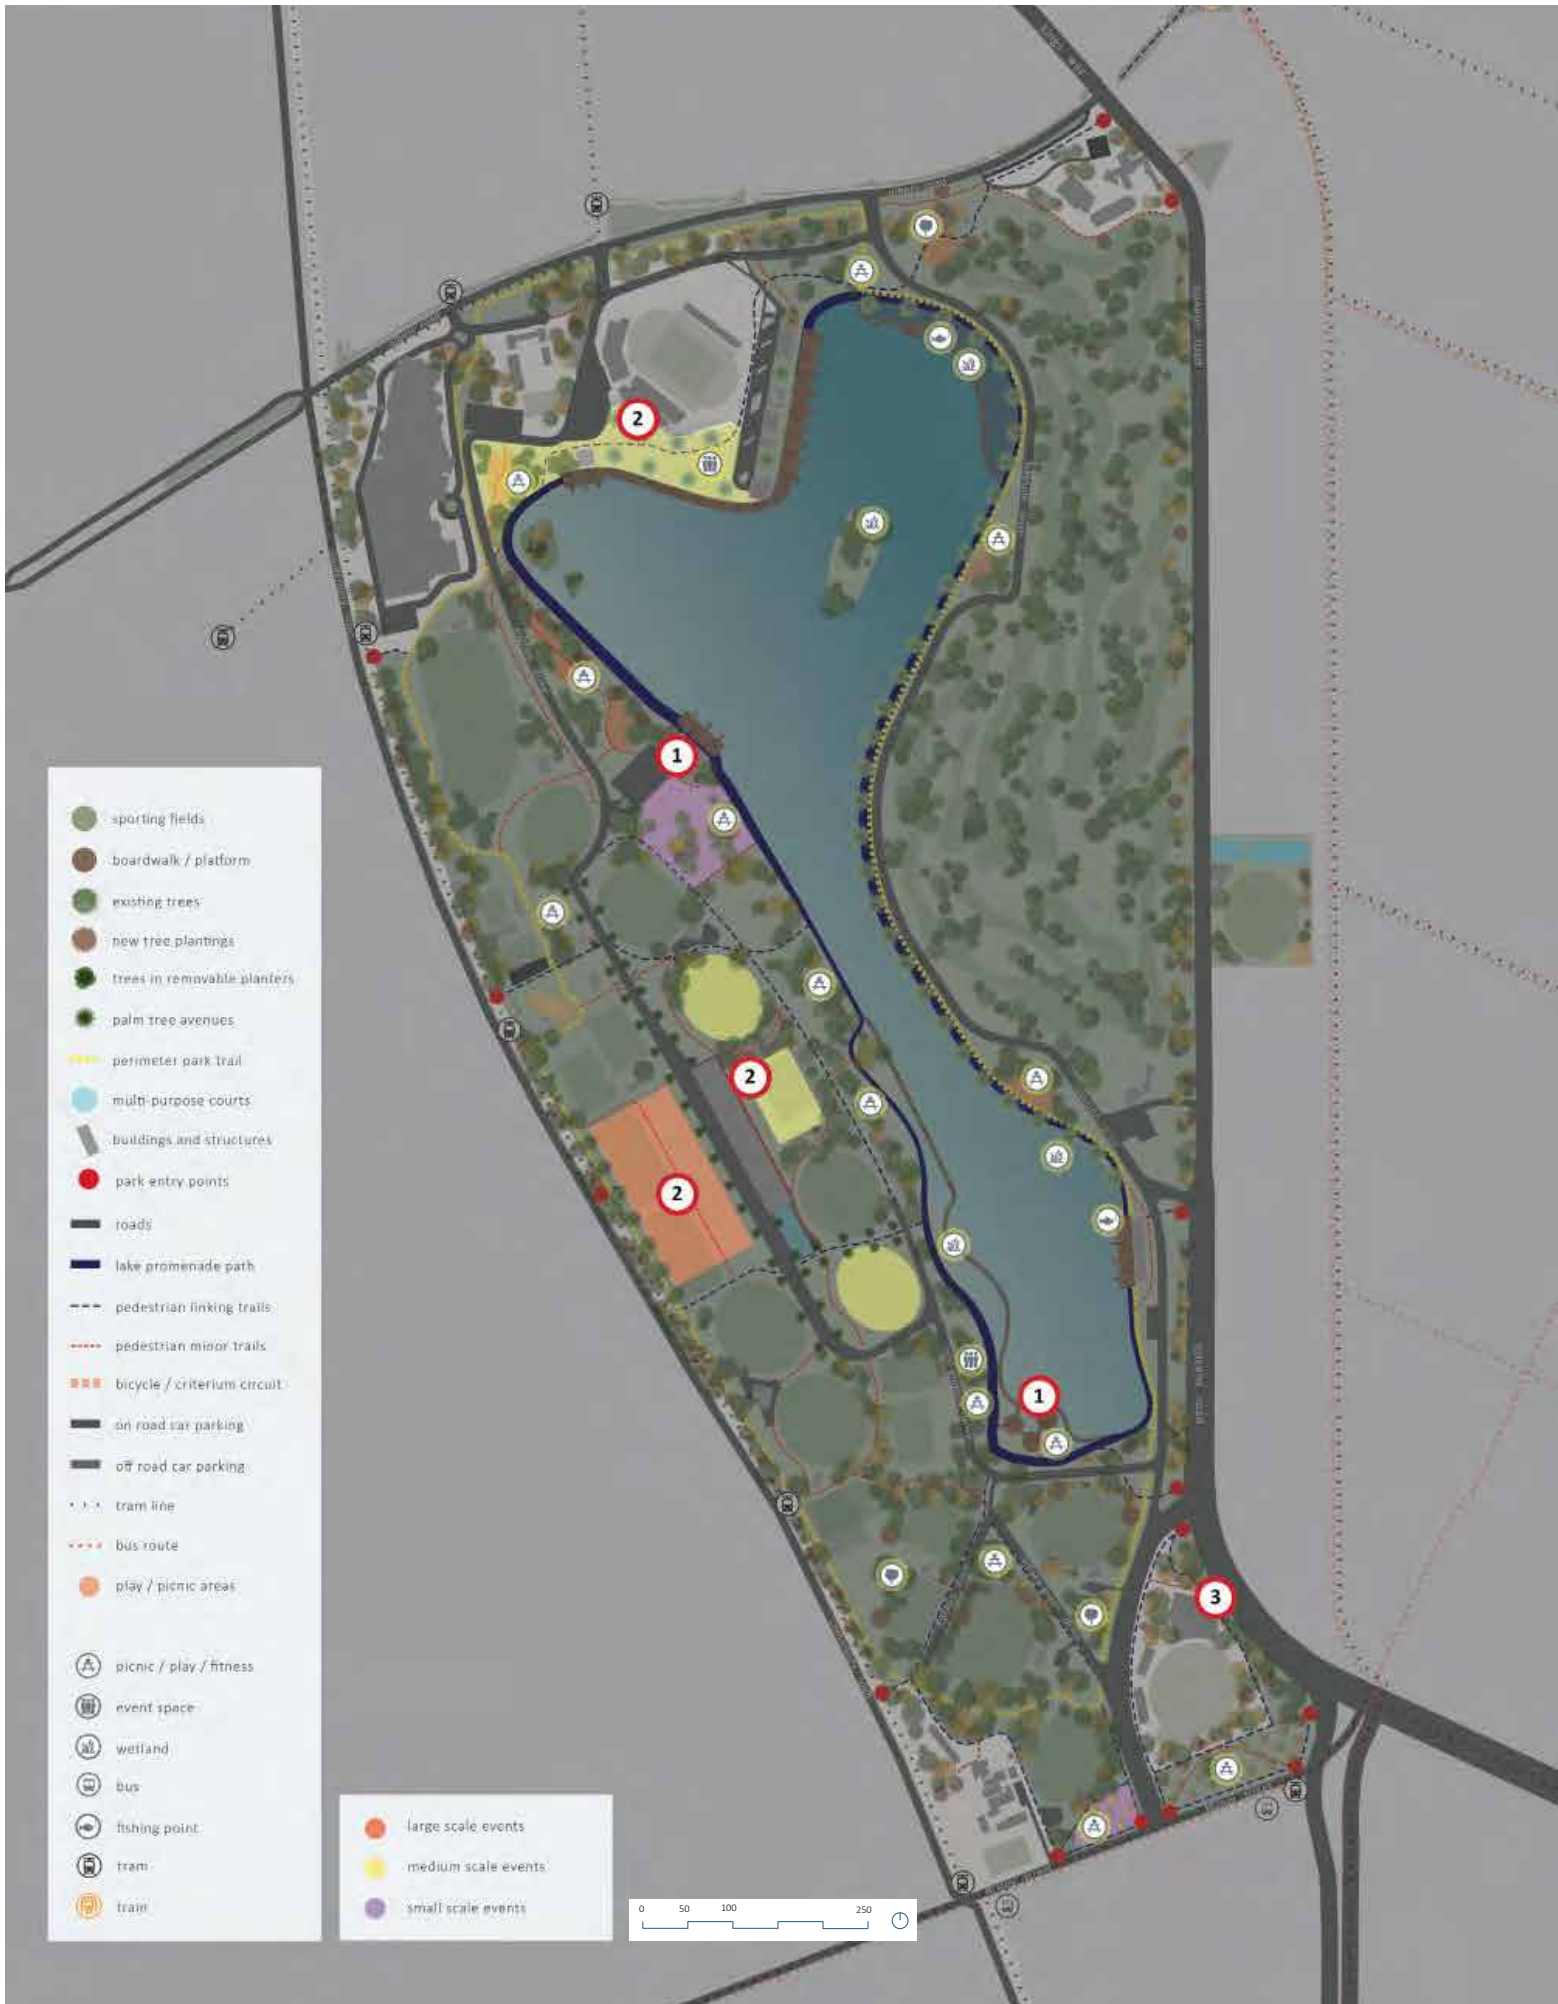 2
1
2
2
1
3
sporting fields
boardwalk / platform
existing trees
new tree plantings
trees in removable planters
palm tree avenues
perimeter park trail
multi-purpose courts
buildings and structures
park entry points
roads
lake promenade path
pedestrian linking trails
pedestrian minor trails
bicycle / criterium circuit
on road car parking
off road car parking
tram line
bus route
play / picnic areas
picnic / play / fitness
event space
wetland
bus
fishing point
tram
train
large scale events
medium scale events
small scale events
0 50 100 250